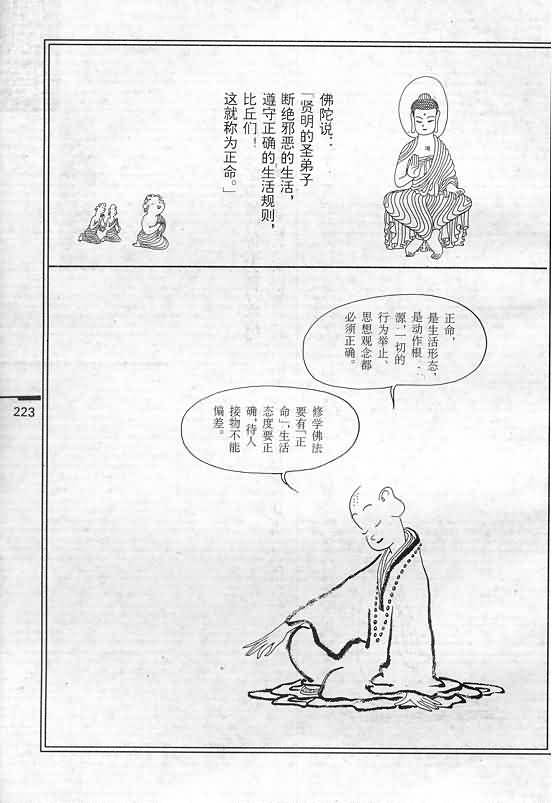 佛陀说：
「贤明的圣弟子
断绝邪恶的生活，
遵守正确的生活规则，
比丘们！
这就称为正命。」
正命，
是生活形态，
是动作根
源，一切的
行为举止、
思想观念都
必须正确。
修学佛法
要有「正
命」，生活
态度要正
确，待人
接物不能
偏差。
223